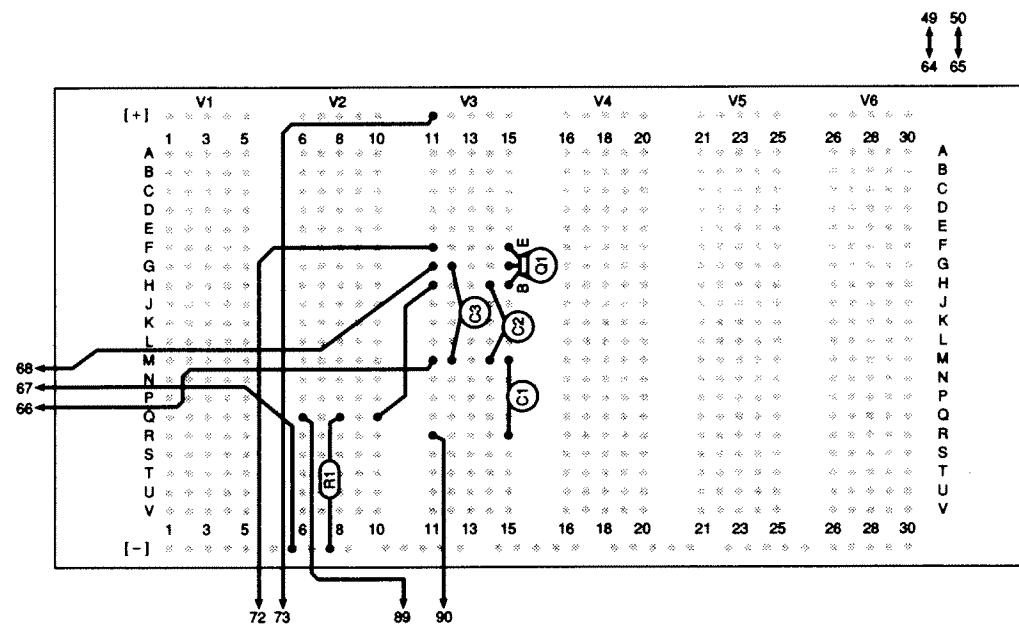 49 50
64 65
V1 V2 V3 V4 V5 V6
[+]
1 3 5 6 8 10 11 13 15 16 18 20 21 23 25 26 28 30
A A
B B
C C
D D
E E
F E F
G Q1 G
H B H
J J
K C3 C2 K
L L
68 M M
67 N N
P C1 P
66 Q Q
R R
S S
T R1 T
U U
V V
1 3 5 6 8 10 11 13 15 16 18 20 21 23 25 26 28 30
[-]
72 73 89 90